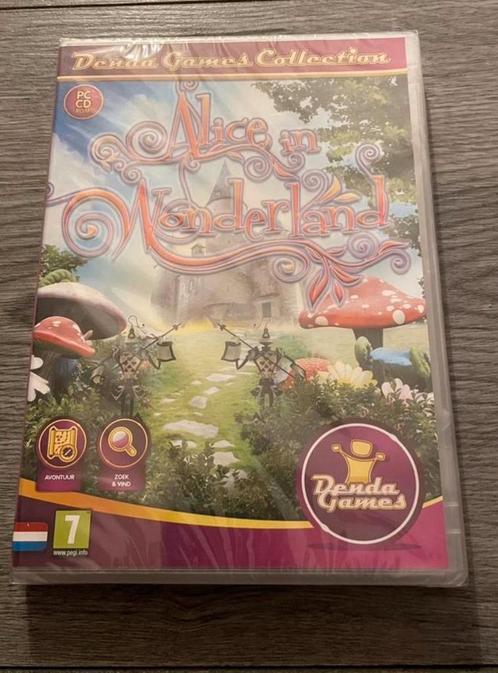 Denda Games Collection
PC
CD
ROM
Alice in
Wonderland
AVONTUUR
ZOEK
& VIND
Denda
Games
7
www.pegi.info